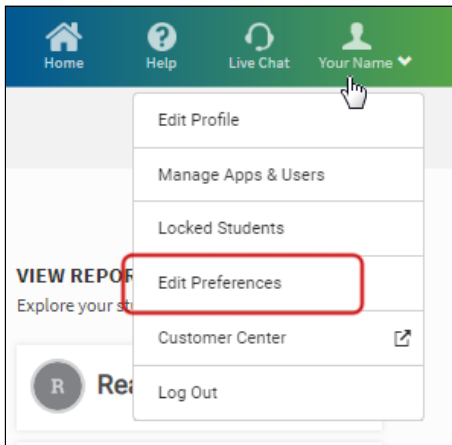 Home Help Live Chat Your Name
Edit Profile
Manage Apps & Users
Locked Students
VIEW REPOR
Edit Preferences
Explore your st
Customer Center
R Rea
Log Out